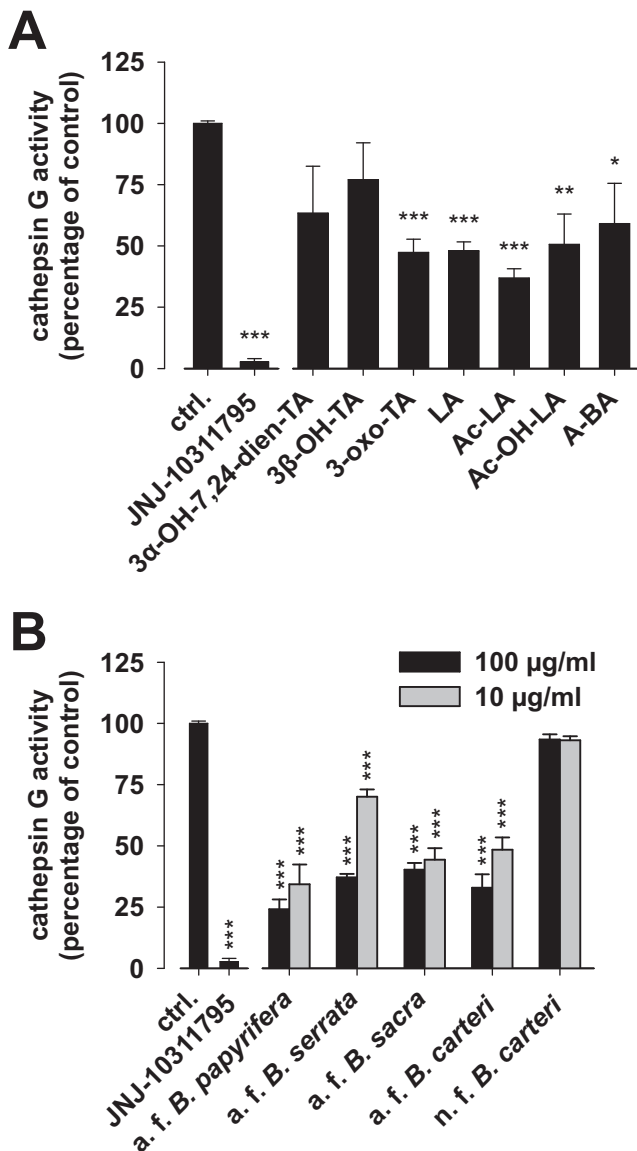 A
cathepsin G activity
(percentage of control)
125
100
75
50
25
0
***
***
***
***
**
*
ctrl.
JNJ-10311795
3α-OH-7,24-dien-TA
3β-OH-TA
3-oxo-TA
LA
Ac-LA
Ac-OH-LA
A-BA
B
cathepsin G activity
(percentage of control)
125
100
75
50
25
0
100 µg/ml
10 µg/ml
***
***
***
***
***
***
***
***
***
ctrl.
JNJ-10311795
a. f. B. papyrifera
a. f. B. serrata
a. f. B. sacra
a. f. B. carteri
n. f. B. carteri